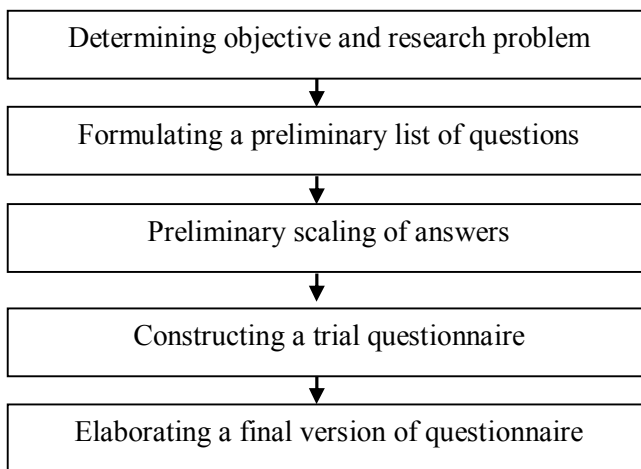 Determining objective and research problem
Formulating a preliminary list of questions
Preliminary scaling of answers
Constructing a trial questionnaire
Elaborating a final version of questionnaire